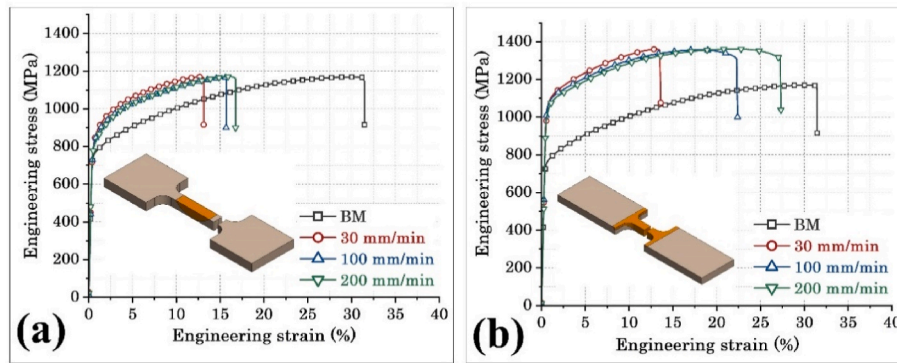 Engineering stress (MPa)
1400
1200
1000
800
600
400
200
0
BM
30 mm/min
100 mm/min
200 mm/min
0 5 10 15 20 25 30 35 40
Engineering strain (%)
(a)
Engineering stress (MPa)
1400
1200
1000
800
600
400
200
0
BM
30 mm/min
100 mm/min
200 mm/min
0 5 10 15 20 25 30 35 40
Engineering strain (%)
(b)